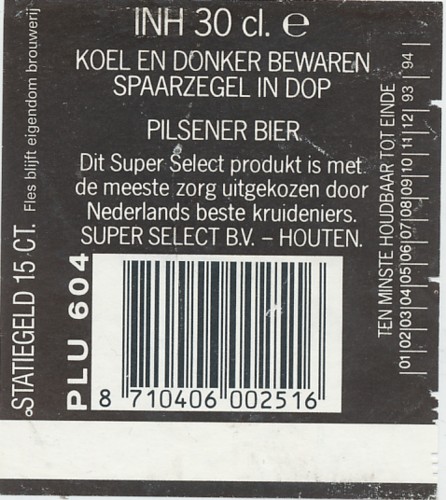 INH 30 cl. ℮
KOEL EN DONKER BEWAREN
SPAARZEGEL IN DOP
PILSENER BIER
Dit Super Select produkt is met
de meeste zorg uitgekozen door
Nederlands beste kruideniers.
SUPER SELECT B.V. – HOUTEN.
STATIEGELD 15 CT. Fles blijft eigendom brouwerij
PLU 604
8 710406 002516
TEN MINSTE HOUDBAAR TOT EINDE
01|02|03|04|05|06|07|08|09|10|11|12| 93 | 94 |